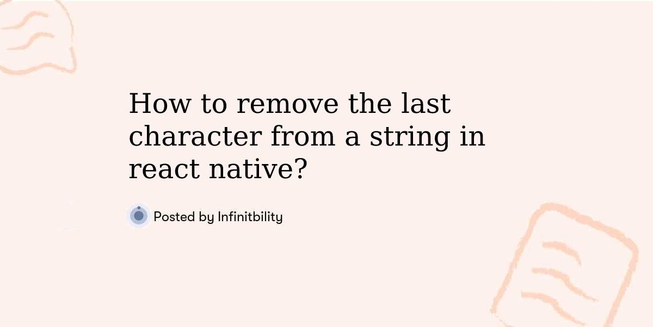 How to remove the last
character from a string in
react native?
Posted by Infinitbility